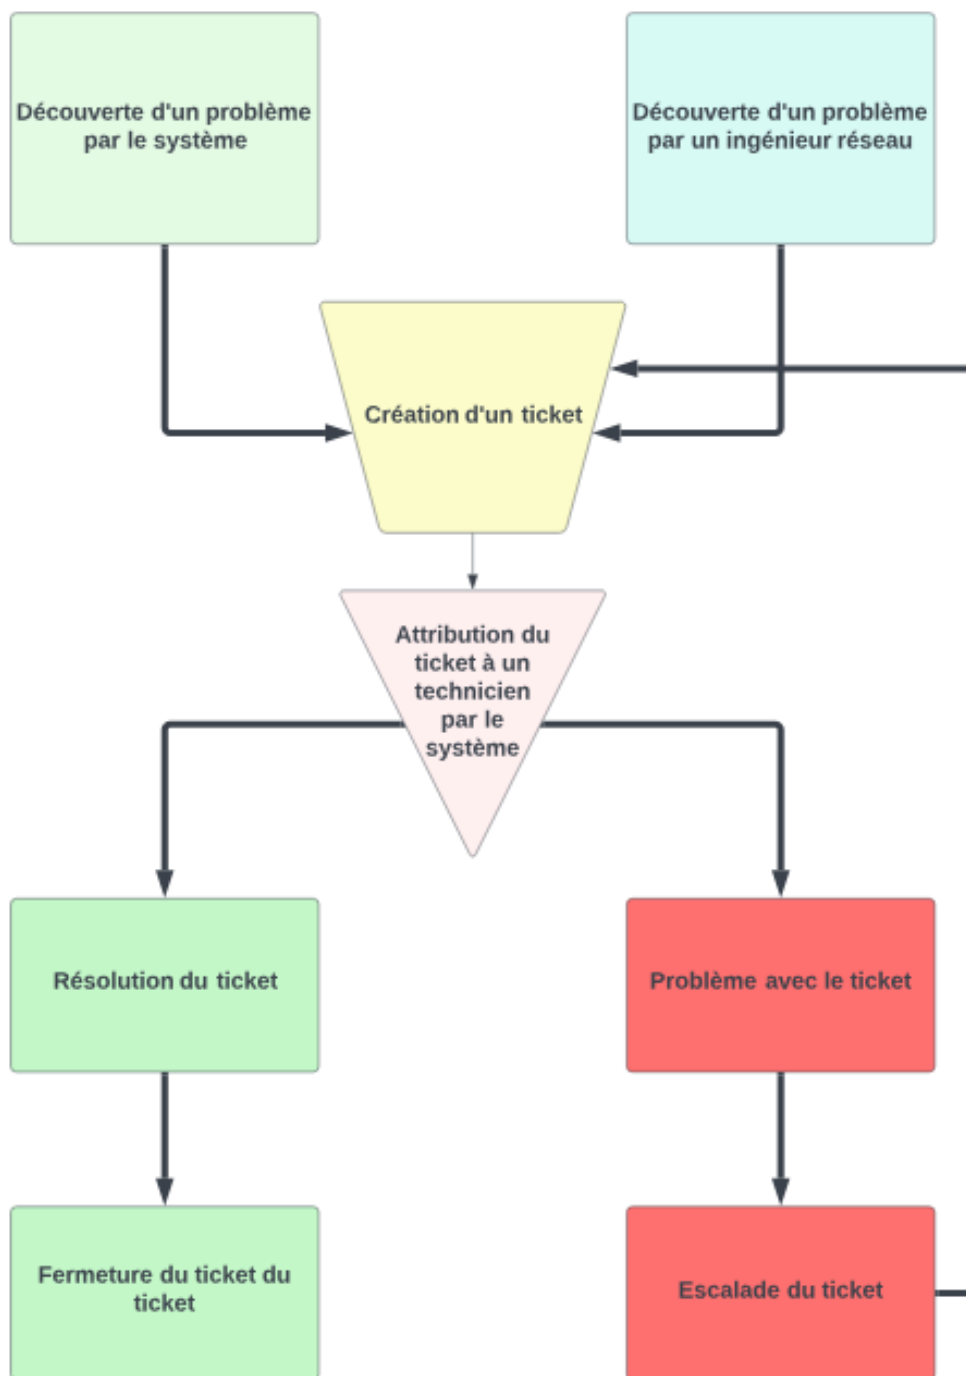 Découverte d'un problème
par le système
Découverte d'un problème
par un ingénieur réseau
Création d'un ticket
Attribution du
ticket à un
technicien
par le
système
Résolution du ticket
Problème avec le ticket
Fermeture du ticket du
ticket
Escalade du ticket